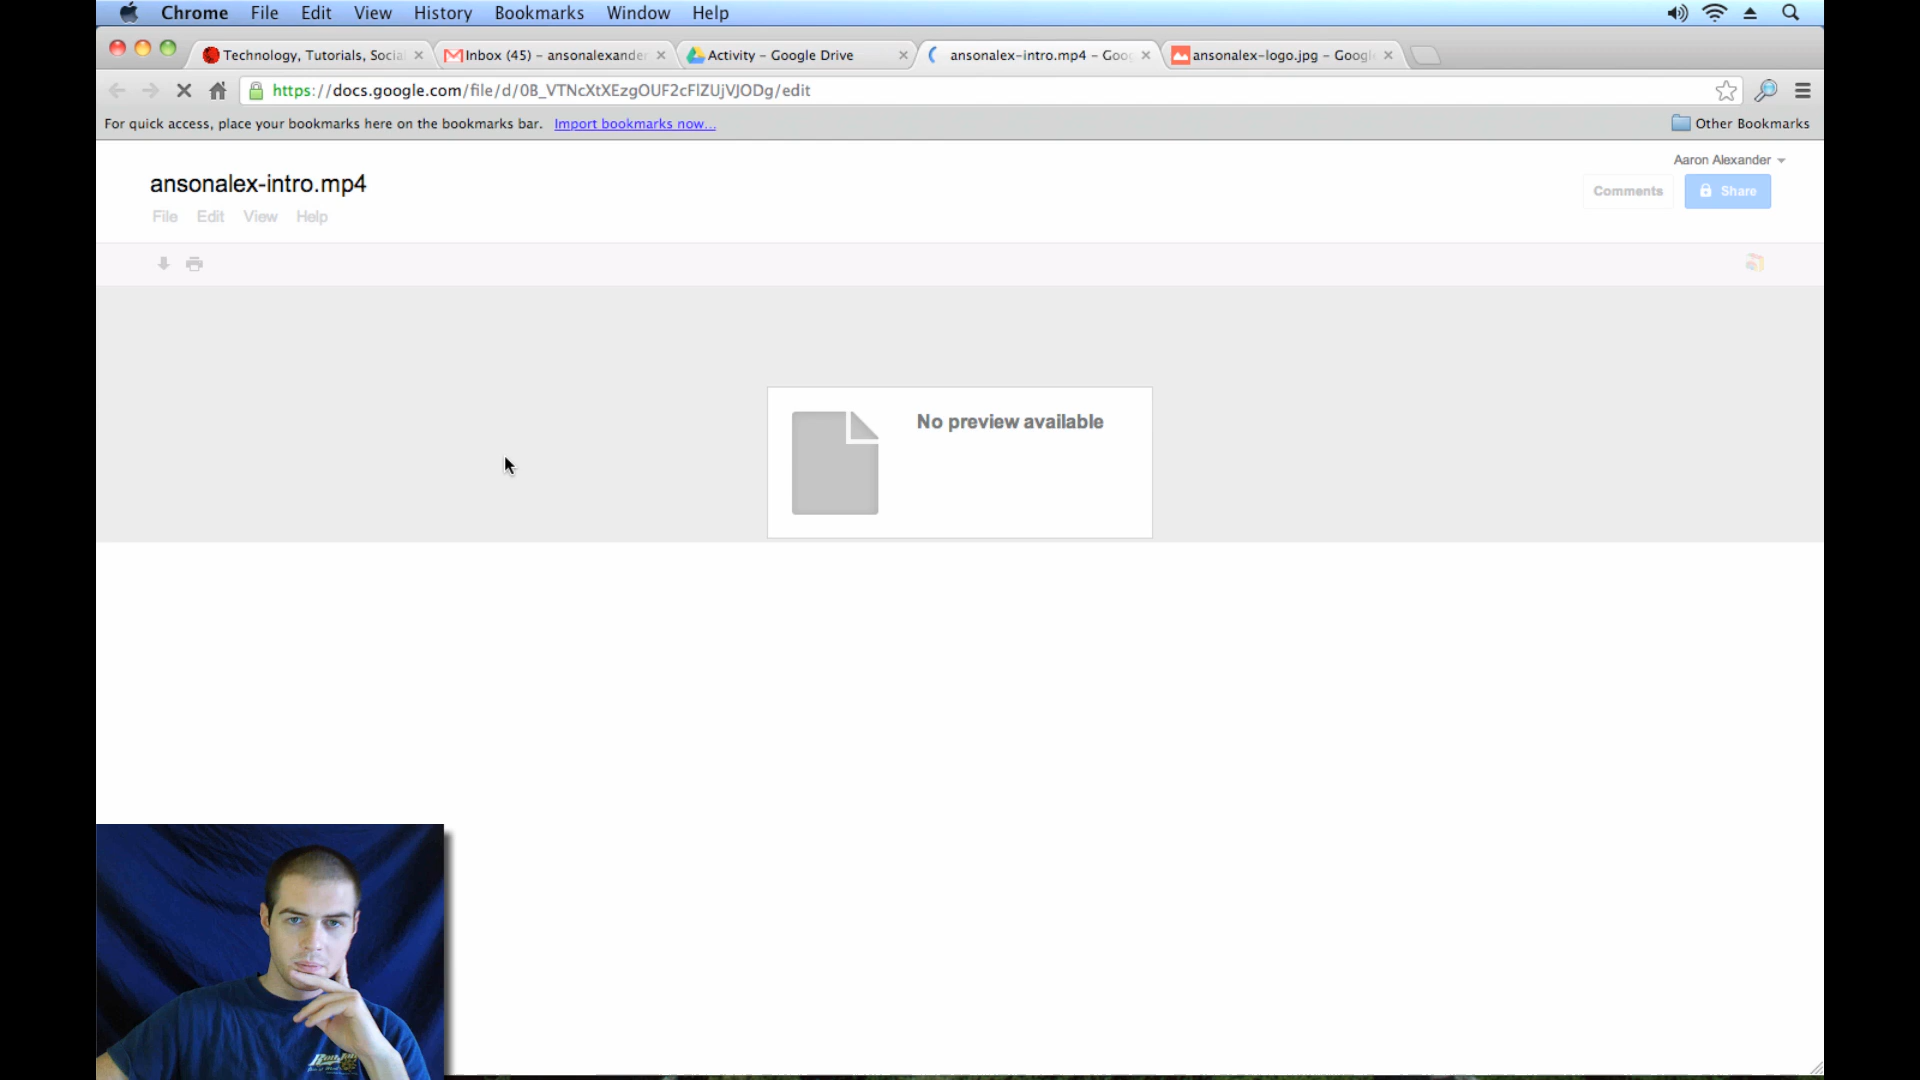 Chrome File Edit View History Bookmarks Window Help
Technology, Tutorials, Social
Inbox (45) – ansonalexander
Activity – Google Drive
ansonalex-intro.mp4 – Goo
ansonalex-logo.jpg – Google
https://docs.google.com/file/d/0B_VTNcXtXEzgOUF2cFlZUjVJODg/edit
For quick access, place your bookmarks here on the bookmarks bar. Import bookmarks now...
Other Bookmarks
Aaron Alexander
ansonalex-intro.mp4
Comments
Share
File Edit View Help
No preview available